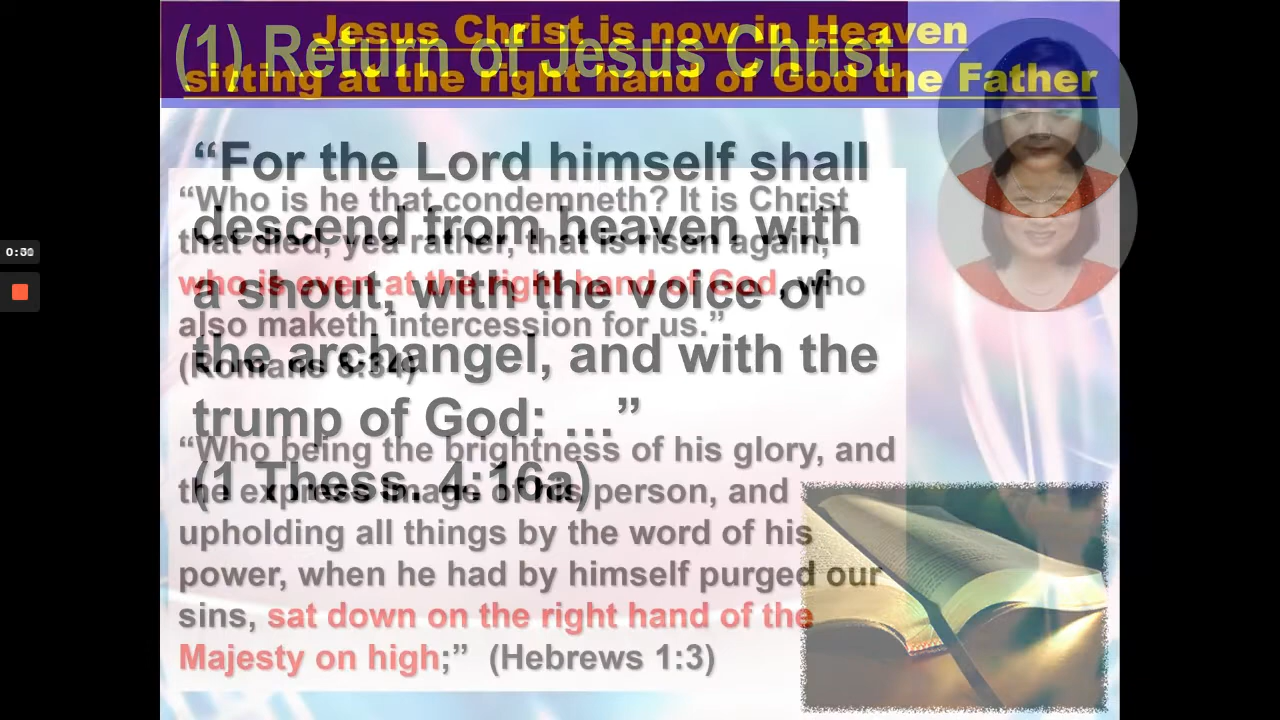 Jesus Christ is now in Heaven
sitting at the right hand of God the Father
(1) Return of Jesus Christ
“For the Lord himself shall
descend from heaven with
a shout, with the voice of
the archangel, and with the
trump of God: …”
(1 Thess. 4:16a)
“Who is he that condemneth? It is Christ
that died, yea rather, that is risen again,
who is even at the right hand of God, who
also maketh intercession for us.”
(Romans 8:34)
“Who being the brightness of his glory, and
the express image of his person, and
upholding all things by the word of his
power, when he had by himself purged our
sins, sat down on the right hand of the
Majesty on high;” (Hebrews 1:3)